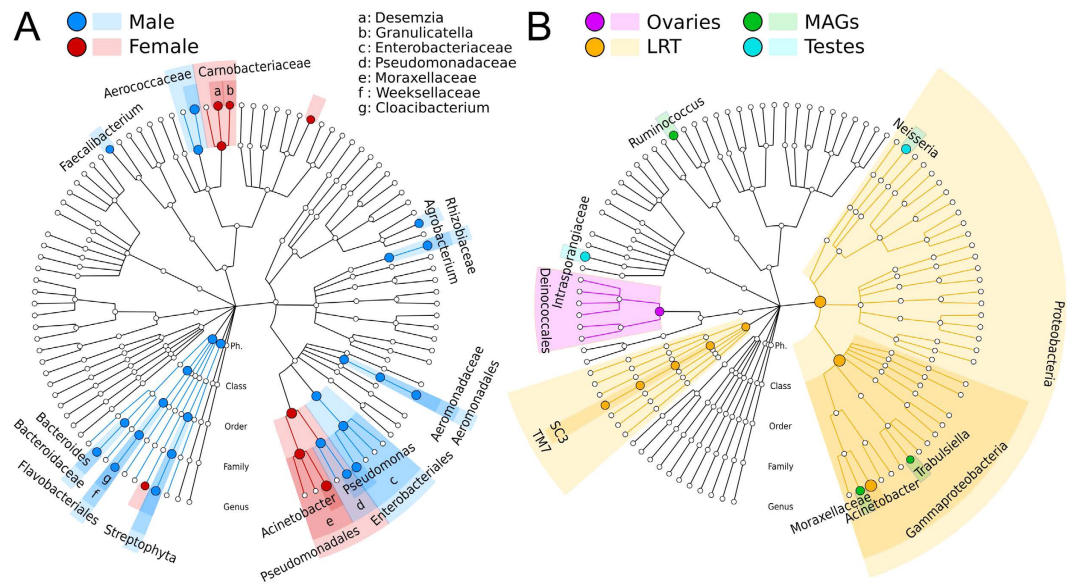 A
Male
Female
a: Desemzia
b: Granulicatella
c: Enterobacteriaceae
d: Pseudomonadaceae
e: Moraxellaceae
f : Weeksellaceae
g: Cloacibacterium
Aerococcaceae
Carnobacteriaceae
a
b
Faecalibacterium
Agrobacterium
Rhizobiaceae
Ph.
Class
Order
Family
Genus
Aeromonadaceae
Aeromonadales
Bacteroides
Bacteroidaceae
Flavobacteriales
g
f
Streptophyta
Pseudomonas
Acinetobacter
c
d
e
Enterobacteriales
Pseudomonadales
B
Ovaries
LRT
MAGs
Testes
Ruminococcus
Neisseria
Intrasporangiaceae
Deinococcales
Proteobacteria
Ph.
Class
Order
Family
Genus
SC3
TM7
Trabulsiella
Moraxellaceae
Acinetobacter
Gammaproteobacteria